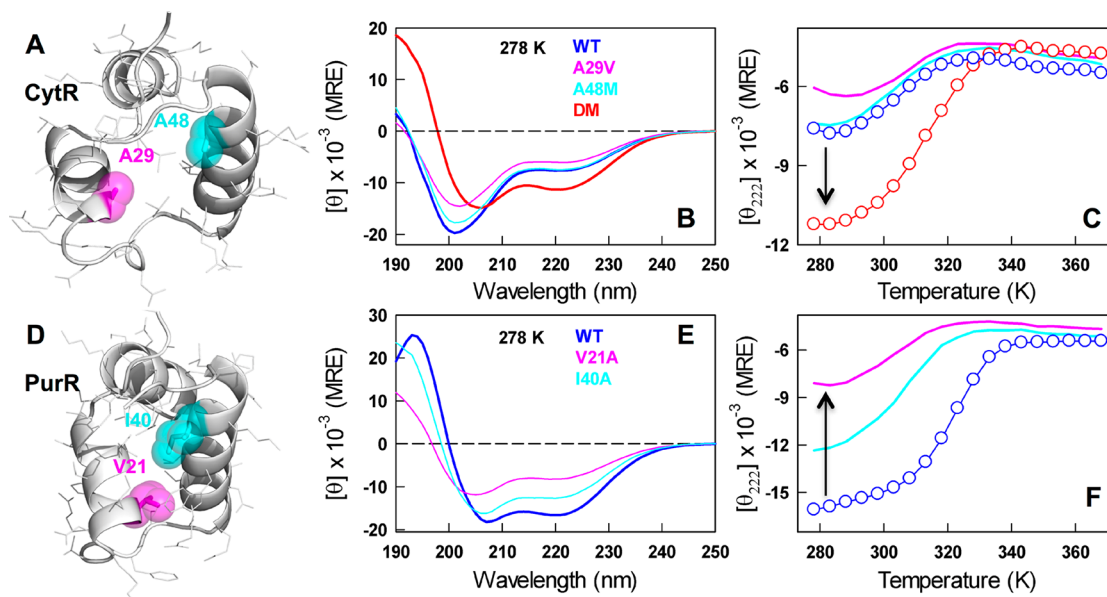 A
CytR
A48
A29
[θ] x 10⁻³ (MRE)
20
10
0
-10
-20
278 K
WT
A29V
A48M
DM
B
190 200 210 220 230 240 250
Wavelength (nm)
[θ₂₂₂] x 10⁻³ (MRE)
-6
-9
-12
C
280 300 320 340 360
Temperature (K)
D
PurR
I40
V21
[θ] x 10⁻³ (MRE)
30
20
10
0
-10
-20
278 K
WT
V21A
I40A
E
190 200 210 220 230 240 250
Wavelength (nm)
[θ₂₂₂] x 10⁻³ (MRE)
-6
-9
-12
-15
F
280 300 320 340 360
Temperature (K)